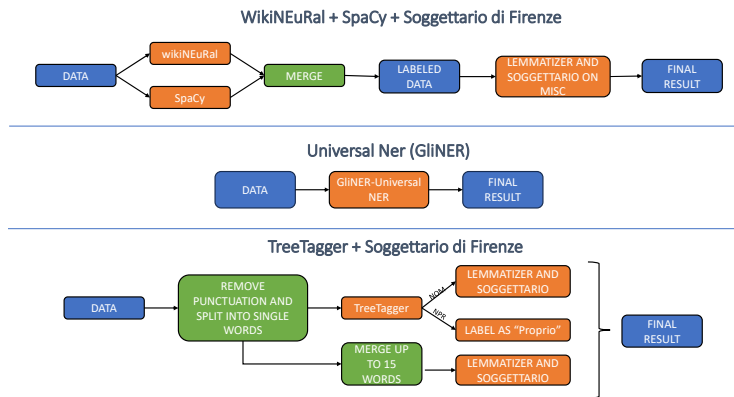 WikiNEuRal + SpaCy + Soggettario di Firenze
wikiNEuRal
DATA
SpaCy
MERGE
LABELED
DATA
LEMMATIZER AND
SOGGETTARIO ON
MISC
FINAL
RESULT
Universal Ner (GliNER)
DATA
GliNER-Universal
NER
FINAL
RESULT
TreeTagger + Soggettario di Firenze
DATA
REMOVE
PUNCTUATION AND
SPLIT INTO SINGLE
WORDS
TreeTagger
NOM
LEMMATIZER AND
SOGGETTARIO
NPR
LABEL AS “Proprio”
MERGE UP
TO 15
WORDS
LEMMATIZER AND
SOGGETTARIO
FINAL
RESULT